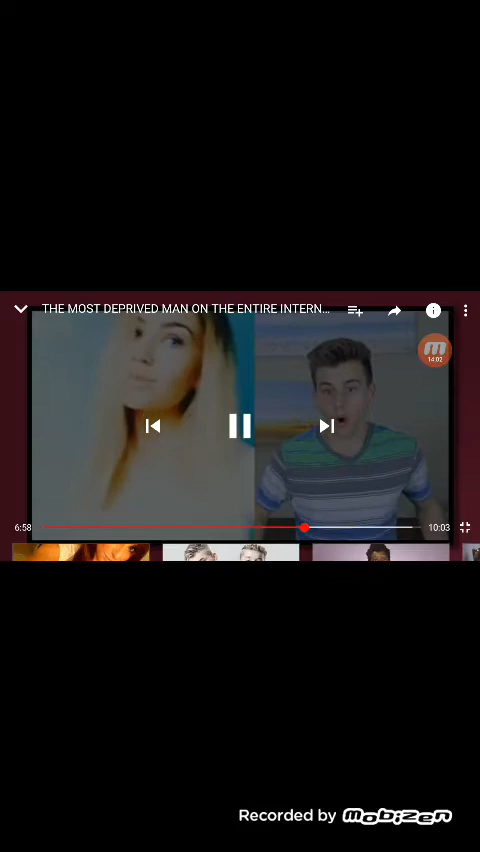 THE MOST DEPRIVED MAN ON THE ENTIRE INTERN...
14:02
6:58
10:03
Recorded by mobizen